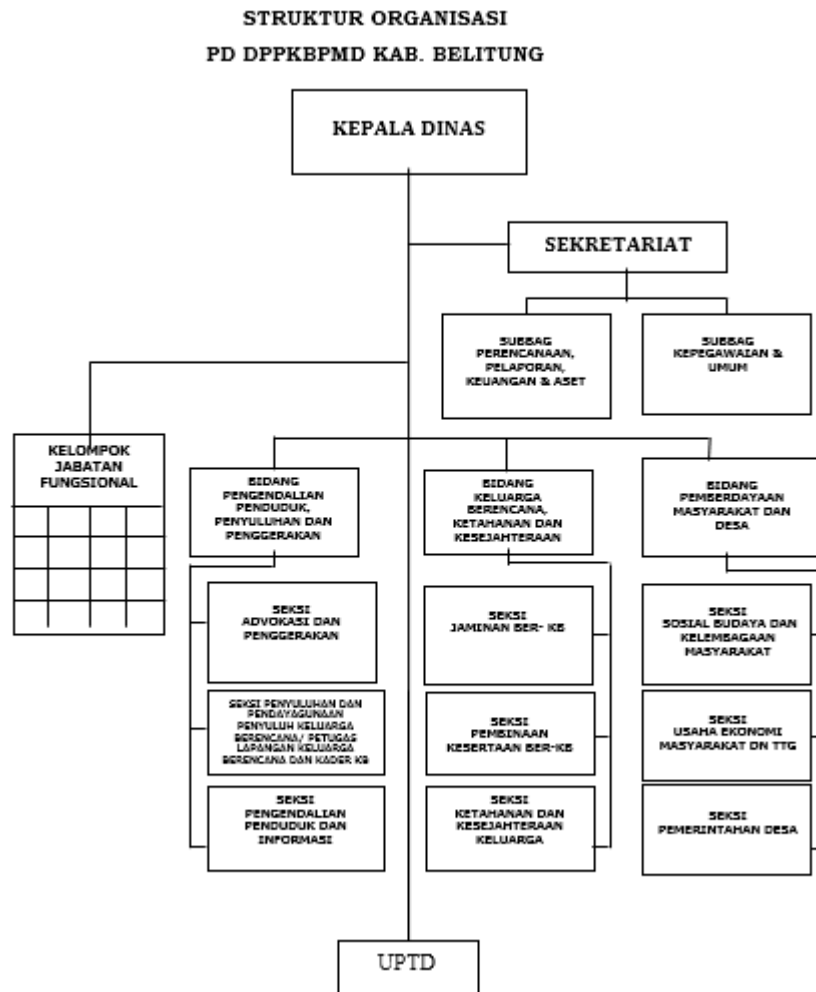 STRUKTUR ORGANISASI
PD DPPKBPMD KAB. BELITUNG
KEPALA DINAS
SEKRETARIAT
SUBBAG
PERENCANAAN,
PELAPORAN,
KEUANGAN & ASET
SUBBAG
KEPEGAWAIAN &
UMUM
KELOMPOK
JABATAN
FUNGSIONAL
BIDANG
PENGENDALIAN
PENDUDUK,
PENYULUHAN DAN
PENGGERAKAN
BIDANG
KELUARGA
BERENCANA,
KETAHANAN DAN
KESEJAHTERAAN
BIDANG
PEMBERDAYAAN
MASYARAKAT DAN
DESA
SEKSI
ADVOKASI DAN
PENGGERAKAN
SEKSI
JAMINAN BER- KB
SEKSI
SOSIAL BUDAYA DAN
KELEMBAGAAN
MASYARAKAT
SEKSI PENYULUHAN DAN
PENDAYAGUNAAN
PENYULUH KELUARGA
BERENCANA/ PETUGAS
LAPANGAN KELUARGA
BERENCANA DAN KADER KB
SEKSI
PEMBINAAN
KESERTAAN BER-KB
SEKSI
USAHA EKONOMI
MASYARAKAT DN TTG
SEKSI
PENGENDALIAN
PENDUDUK DAN
INFORMASI
SEKSI
KETAHANAN DAN
KESEJAHTERAAN
KELUARGA
SEKSI
PEMERINTAHAN DESA
UPTD